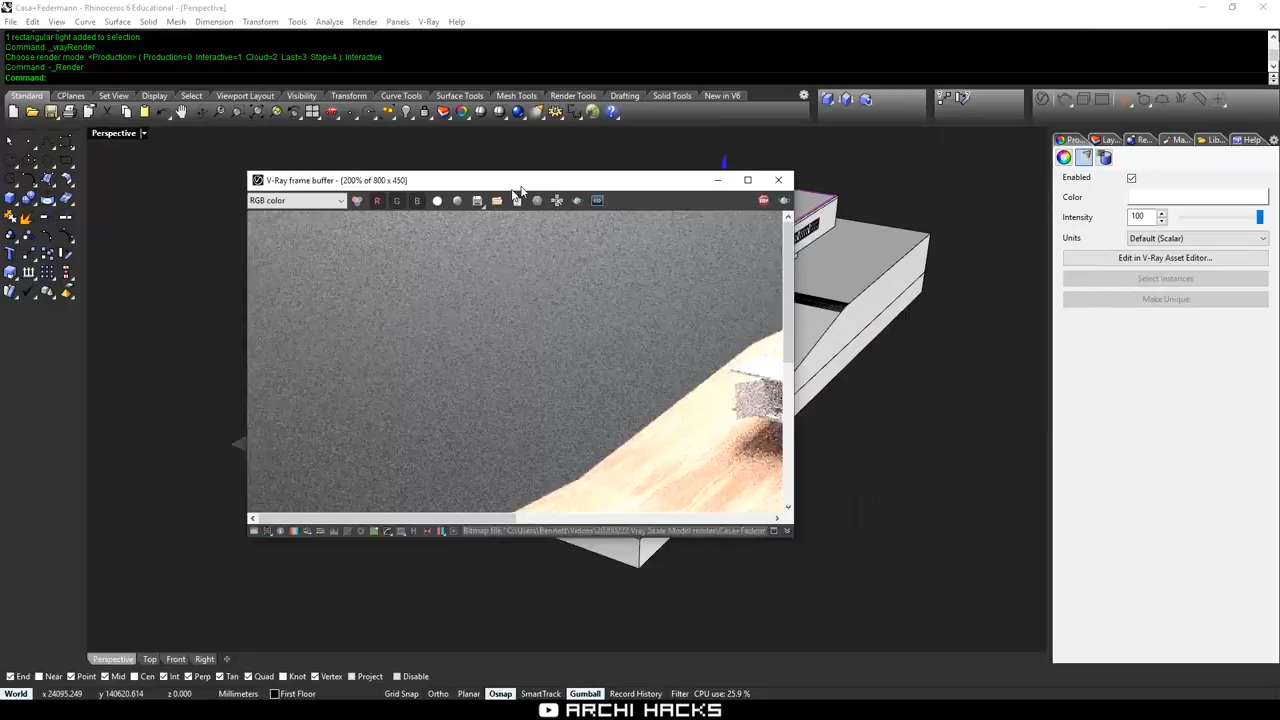 Casa+Federmann - Rhinoceros 6 Educational - [Perspective]
File Edit View Curve Surface Solid Mesh Dimension Transform Tools Analyze Render Panels V-Ray Help
1 rectangular light added to selection.
Command: _vrayRender
Choose render mode: <Production> ( Production=0 Interactive=1 Cloud=2 Last=3 Stop=4 ): Interactive
Command: -_Render
Command:
Standard CPlanes Set View Display Select Viewport Layout Visibility Transform Curve Tools Surface Tools Mesh Tools Render Tools Drafting Solid Tools New in V6
Perspective
Pro... Lay... Re... Ma... Lib... Help
V-Ray frame buffer - [200% of 800 x 450]
RGB color R G B
STOP
Enabled
Color
Intensity 100
Units Default (Scalar)
Edit in V-Ray Asset Editor...
Select Instances
Make Unique
Perspective Top Front Right
End Near Point Mid Cen Int Perp Tan Quad Knot Vertex Project Disable
World x 24095.249 y 140620.614 z 0.000 Millimeters First Floor Grid Snap Ortho Planar Osnap SmartTrack Gumball Record History Filter CPU use: 25.9 %
ARCHI HACKS